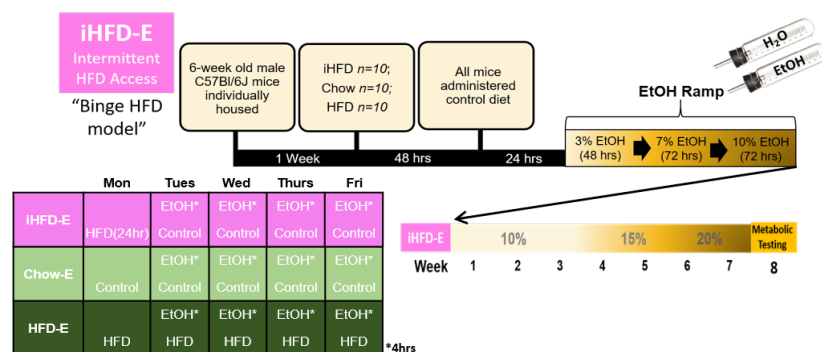 iHFD-E
Intermittent
HFD Access
"Binge HFD
model"
6-week old male
C57Bl/6J mice
individually
housed
iHFD n=10;
Chow n=10;
HFD n=10
All mice
administered
control diet
H₂O
EtOH
EtOH Ramp
1 Week
48 hrs
24 hrs
3% EtOH
(48 hrs)
7% EtOH
(72 hrs)
10% EtOH
(72 hrs)
Mon Tues Wed Thurs Fri
iHFD-E
EtOH* EtOH* EtOH* EtOH*
HFD(24hr) Control Control Control Control
Chow-E
EtOH* EtOH* EtOH* EtOH*
Control Control Control Control Control
HFD-E
EtOH* EtOH* EtOH* EtOH*
HFD HFD HFD HFD HFD
*4hrs
iHFD-E 10% 15% 20%
Metabolic
Testing
Week 1 2 3 4 5 6 7 8